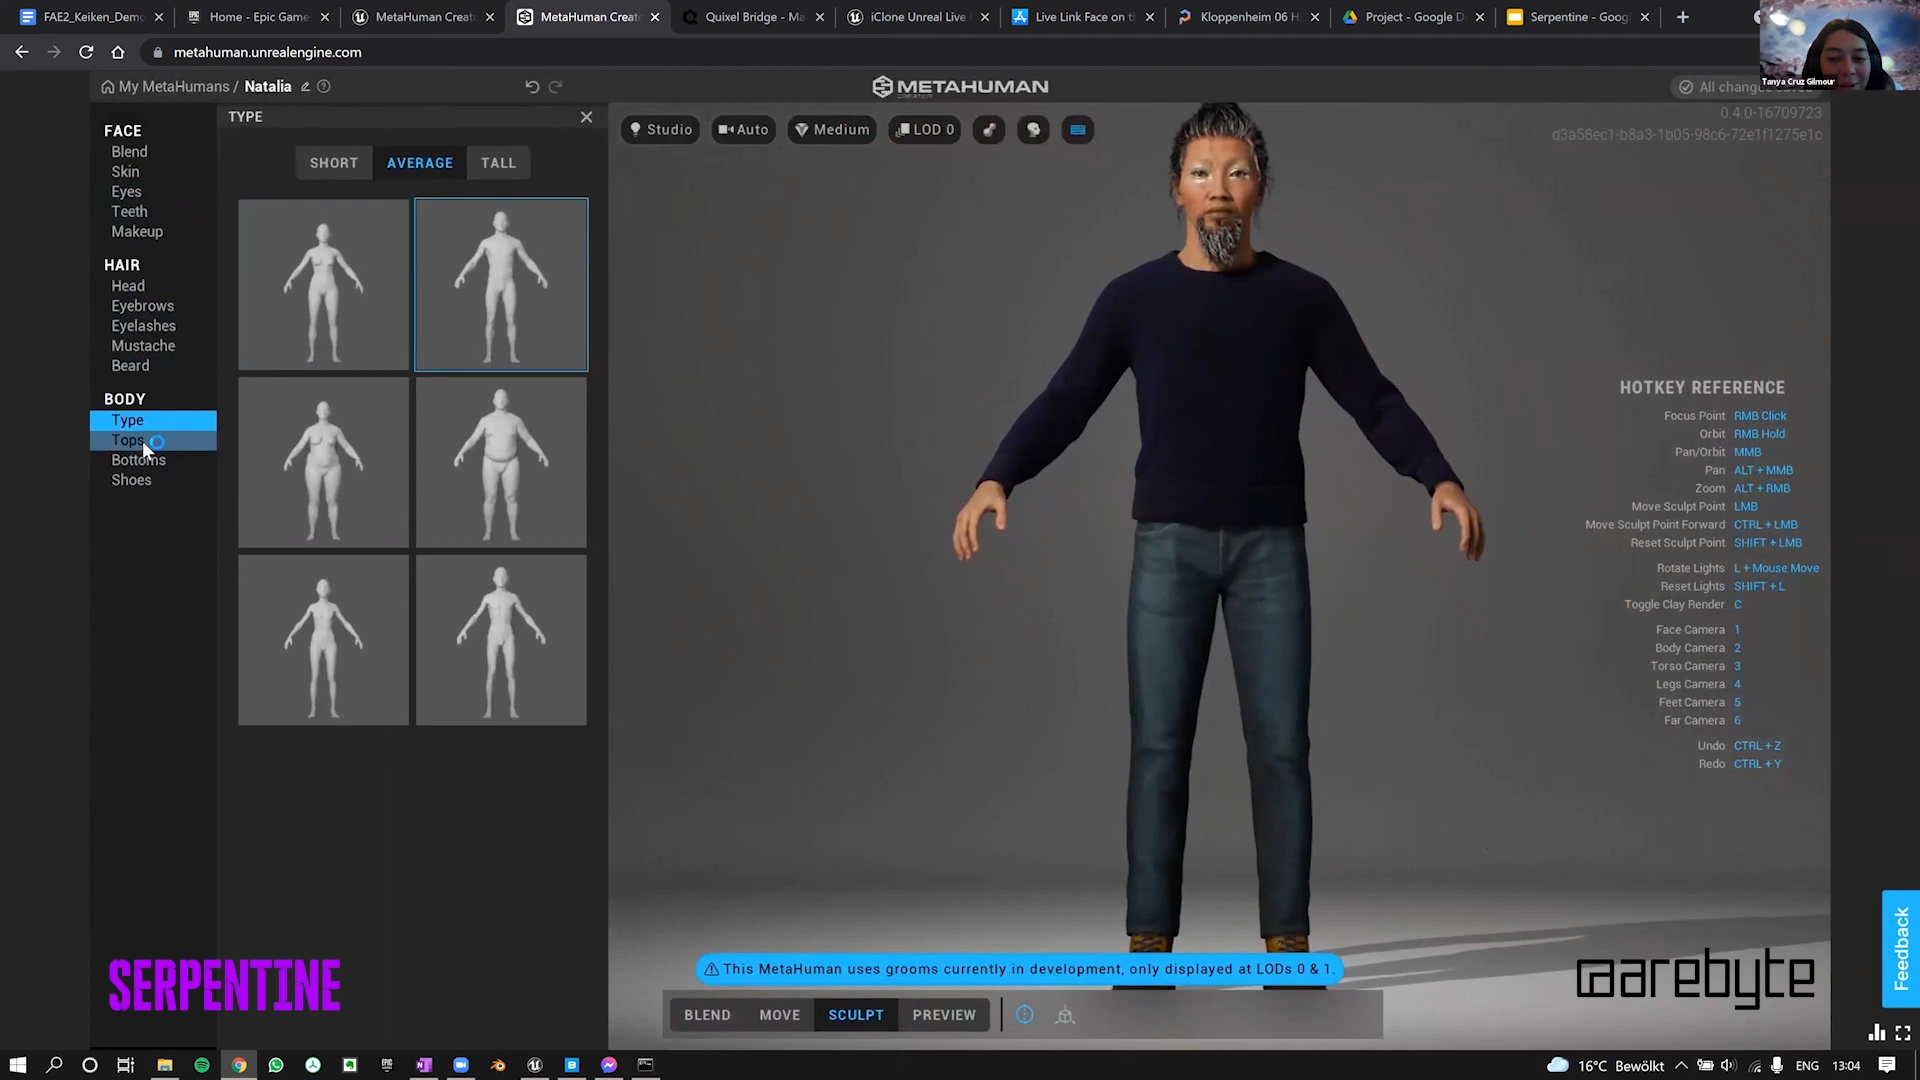 FAE2_Keiken_Demo
Home - Epic Game
MetaHuman Creat
MetaHuman Creat
Quixel Bridge - Ma
iClone Unreal Live
Live Link Face on t
Kloppenheim 06 H
Project - Google D
Serpentine - Goog
metahuman.unrealengine.com
Tanya Cruz Gilmour
My MetaHumans / Natalia
METAHUMAN
CREATOR
All changes saved
0.4.0-16709723
d3a58ec1-b8a3-1b05-98c6-72e1f1275e1c
FACE
Blend
Skin
Eyes
Teeth
Makeup
HAIR
Head
Eyebrows
Eyelashes
Mustache
Beard
BODY
Type
Tops
Bottoms
Shoes
TYPE
SHORT
AVERAGE
TALL
Studio
Auto
Medium
LOD 0
HOTKEY REFERENCE
Focus Point RMB Click
Orbit RMB Hold
Pan/Orbit MMB
Pan ALT + MMB
Zoom ALT + RMB
Move Sculpt Point LMB
Move Sculpt Point Forward CTRL + LMB
Reset Sculpt Point SHIFT + LMB
Rotate Lights L + Mouse Move
Reset Lights SHIFT + L
Toggle Clay Render C
Face Camera 1
Body Camera 2
Torso Camera 3
Legs Camera 4
Feet Camera 5
Far Camera 6
Undo CTRL + Z
Redo CTRL + Y
Feedback
This MetaHuman uses grooms currently in development, only displayed at LODs 0 & 1.
BLEND
MOVE
SCULPT
PREVIEW
SERPENTINE
arebyte
16°C Bewölkt
ENG
13:04